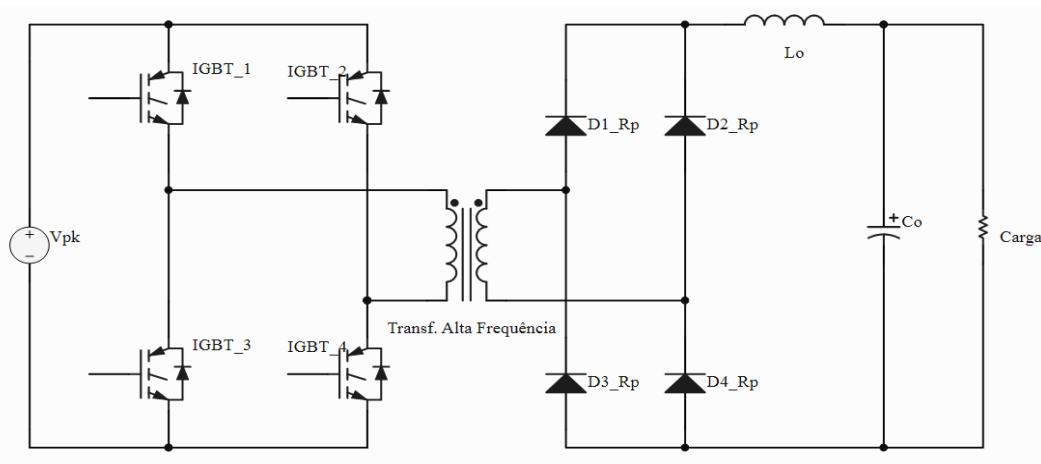 Lo
IGBT_1
IGBT_2
D1_Rp
D2_Rp
+
Co
Carga
+
Vpk
−
Transf. Alta Frequência
IGBT_3
IGBT_4
D3_Rp
D4_Rp